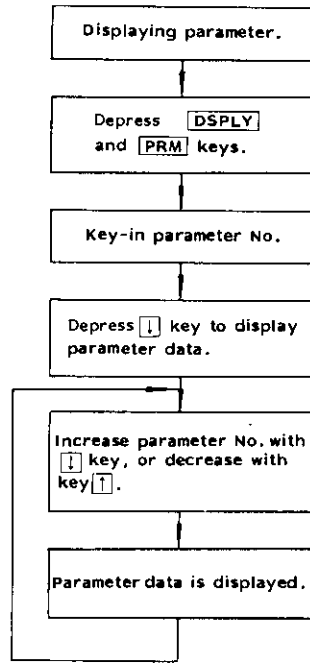 Displaying parameter.
Depress DSPLY
and PRM keys.
Key-in parameter No.
Depress ↓ key to display
parameter data.
Increase parameter No. with
↓ key, or decrease with
key ↑.
Parameter data is displayed.